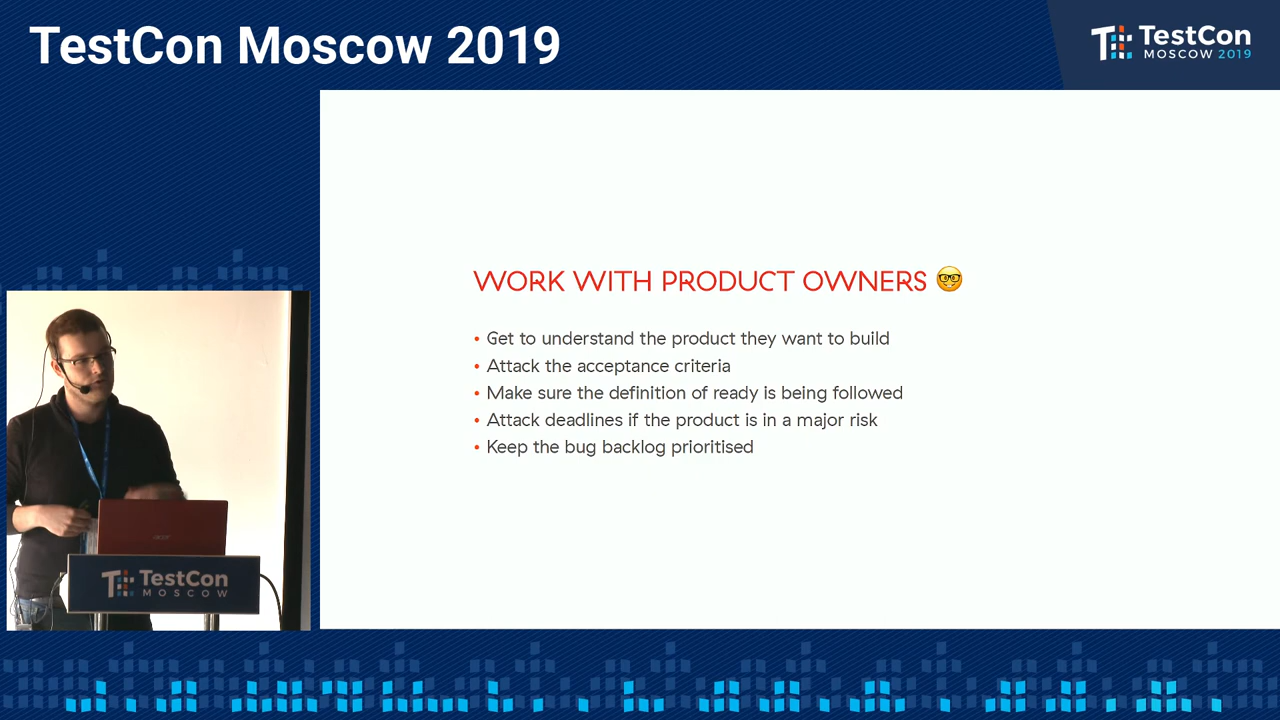 TestCon Moscow 2019
TestCon
MOSCOW 2019
WORK WITH PRODUCT OWNERS 🤓
• Get to understand the product they want to build
• Attack the acceptance criteria
• Make sure the definition of ready is being followed
• Attack deadlines if the product is in a major risk
• Keep the bug backlog prioritised
acer
TestCon
MOSCOW